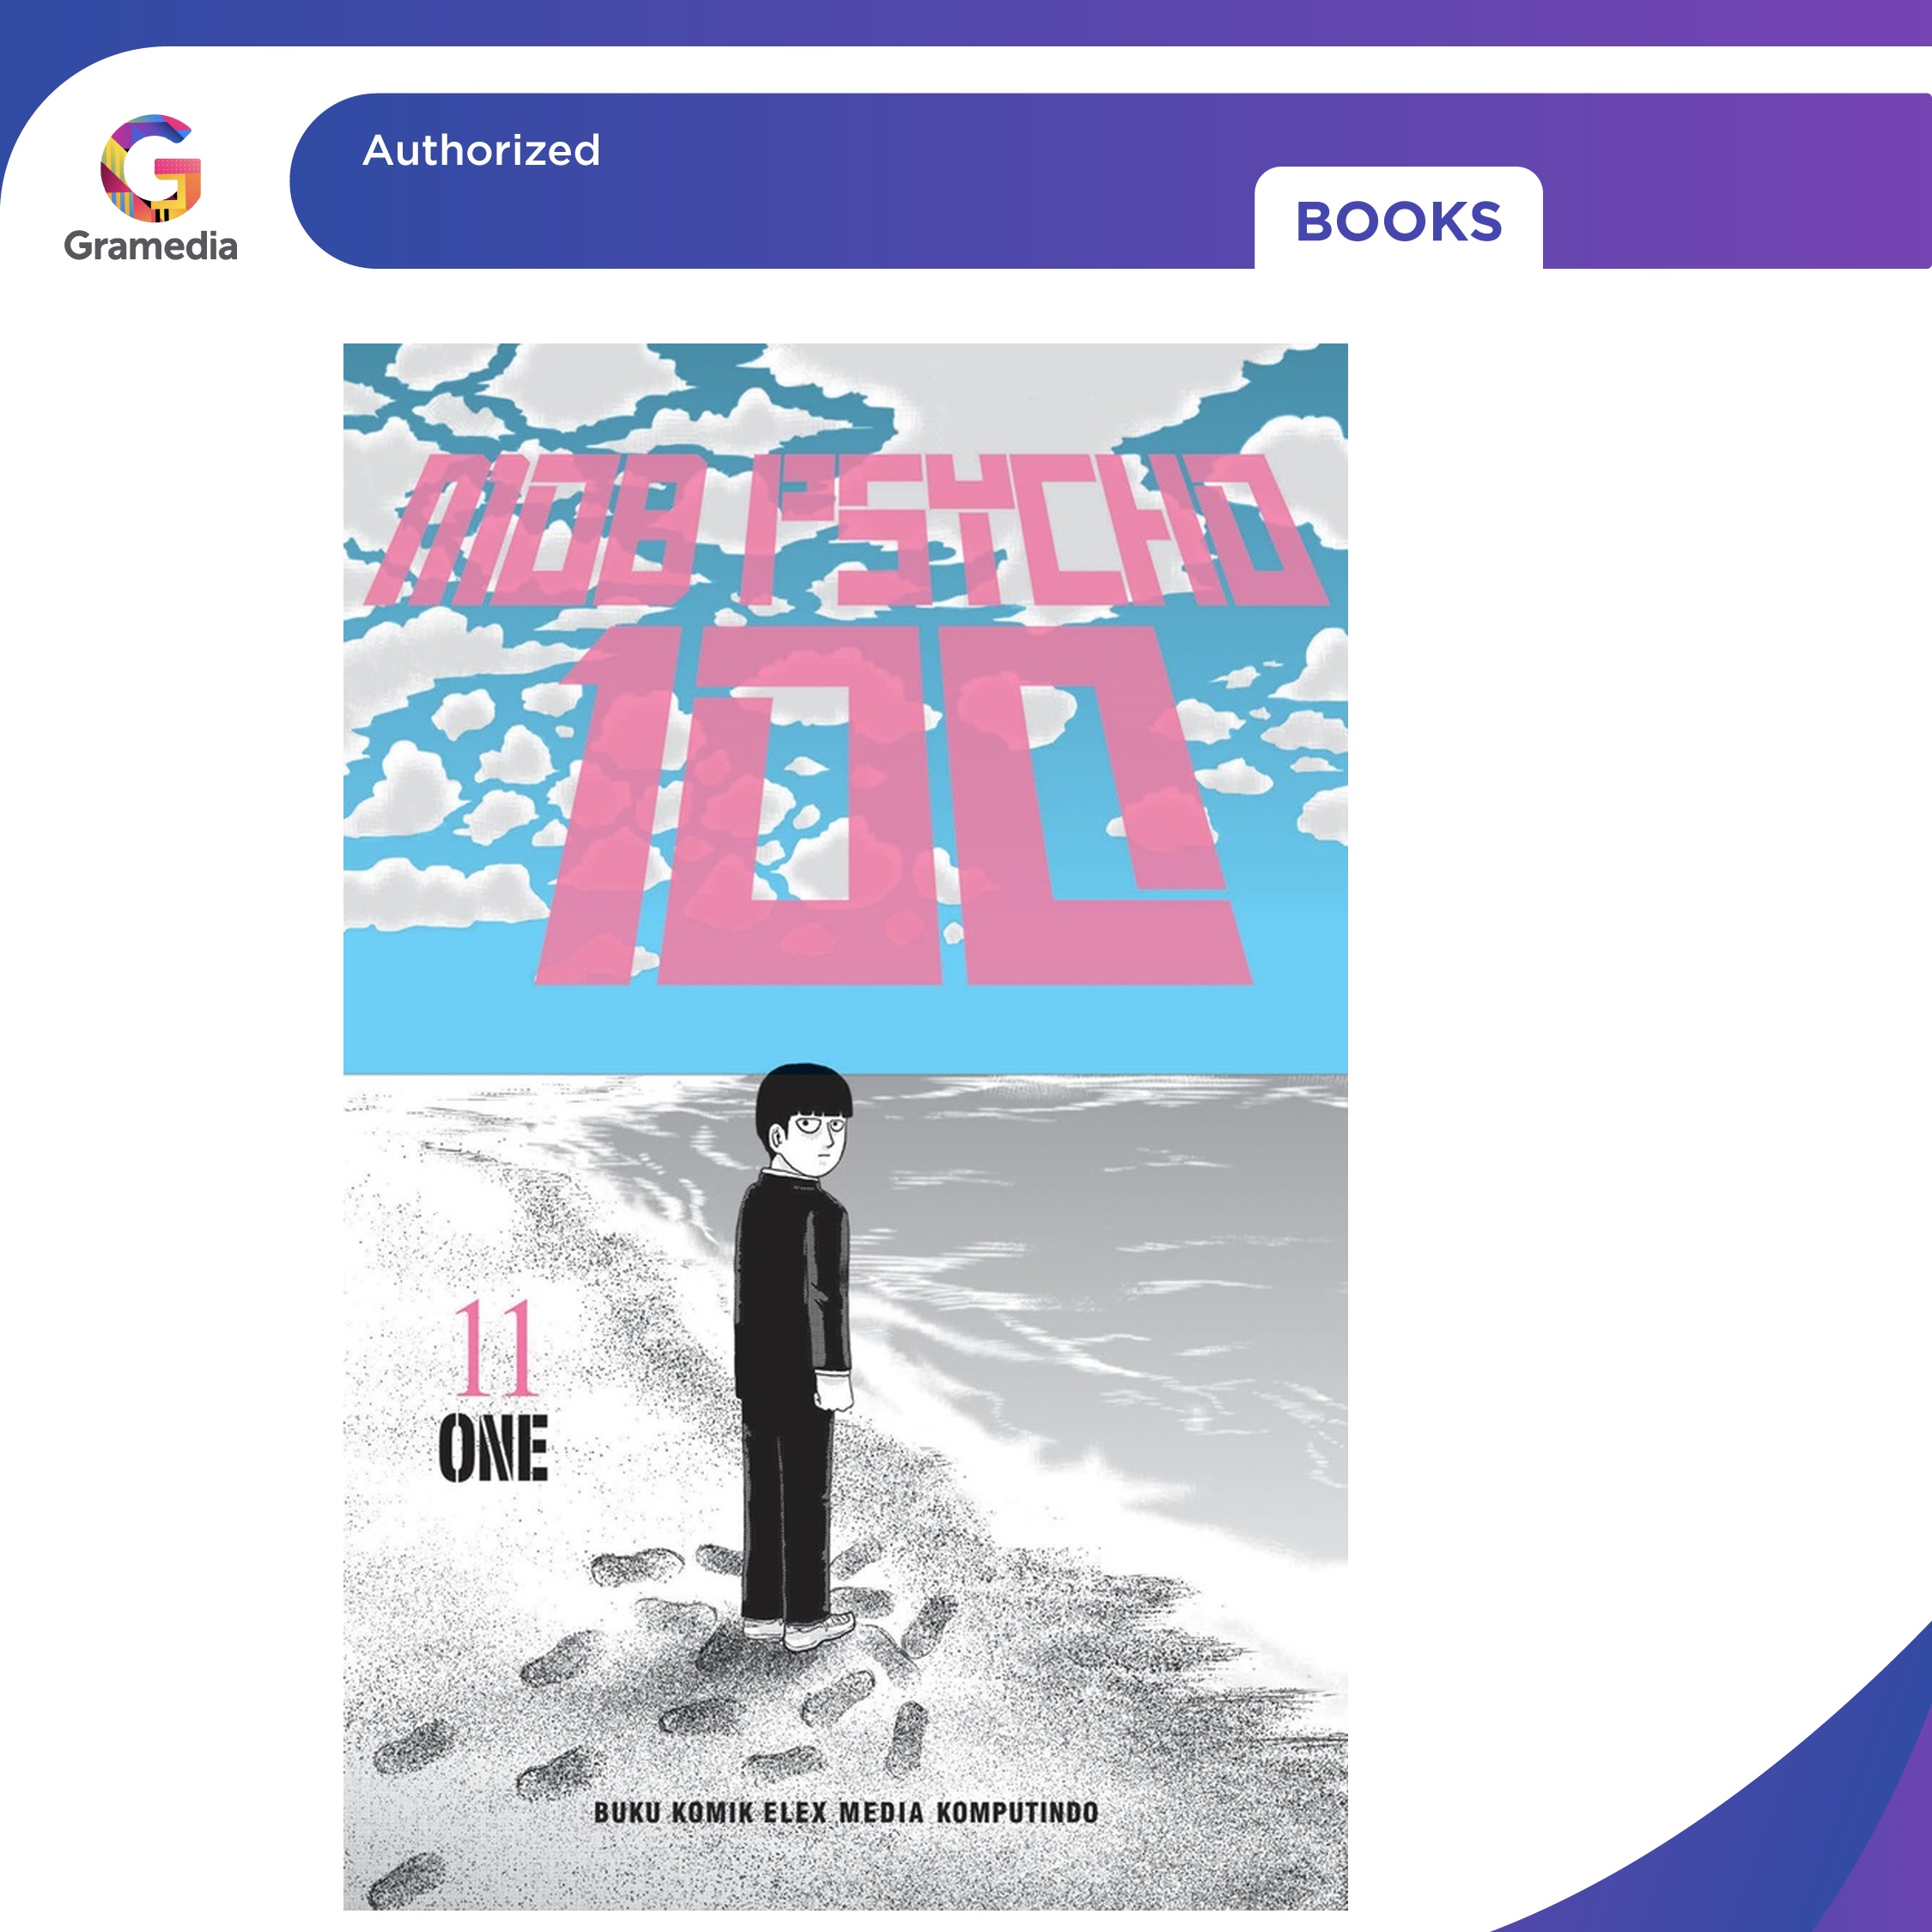 Authorized
Gramedia
BOOKS
MOB PSYCHO
100
11
ONE
BUKU KOMIK ELEX MEDIA KOMPUTINDO